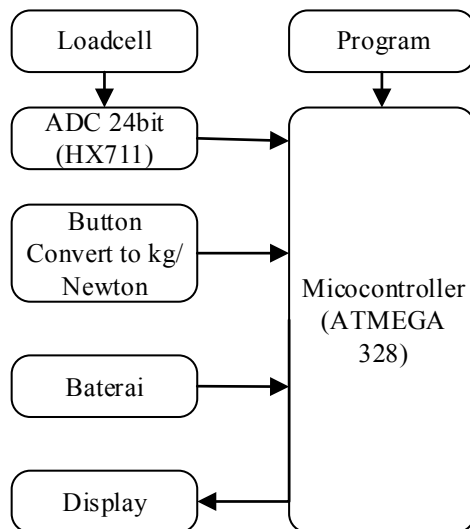 Loadcell
Program
ADC 24bit
(HX711)
Button
Convert to kg/
Newton
Micocontroller
(ATMEGA
328)
Baterai
Display